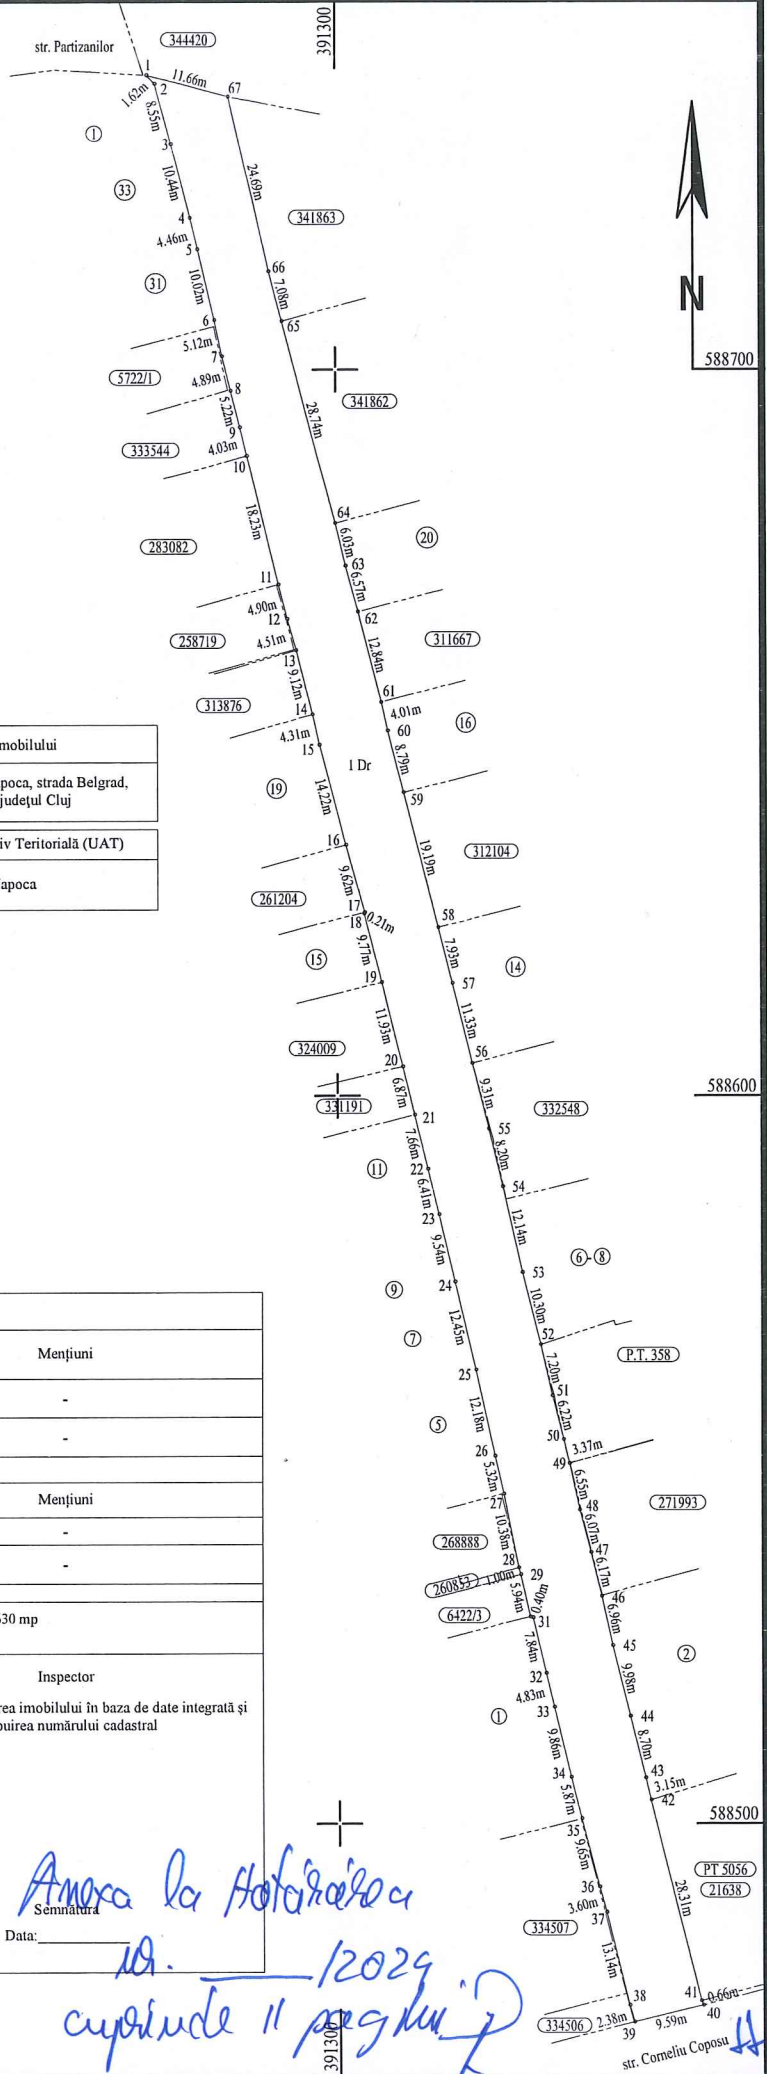 str. Partizanilor
344420
391300
1
11.66m
67
1.62m
2
8.55m
1
3
10.44m
24.69m
33
4
341863
4.46m
5
10.02m
66
31
7.08m
6
65
N
5.12m
7
588700
5722/1
4.89m
8
28.74m
341862
5.22m
9
333544
4.03m
10
18.23m
64
20
283082
6.03m
63
11
6.57m
4.90m
62
12
258719
4.51m
12.84m
311667
13
9.12m
61
313876
14
4.01m
16
4.31m
60
15
mobilului
1 Dr
8.79m
poca, strada Belgrad,
județul Cluj
19
14.22m
59
iv Teritorială (UAT)
16
19.19m
312104
apoca
9.62m
261204
17
0.21m
18
58
9.77m
7.93m
15
14
19
57
11.93m
11.33m
324009
20
56
331191
6.87m
9.31m
588600
21
55
332548
7.66m
8.20m
11
22
54
6.41m
23
12.14m
9.54m
6-8
24
53
9
10.30m
12.45m
7
52
Mențiuni
P.T. 358
25
7.20m
-
51
12.18m
6.22m
5
50
-
26
3.37m
49
5.32m
6.55m
Mențiuni
27
48
271993
-
10.38m
6.07m
268888
47
-
28
6.17m
260853
1.00m
29
46
5.94m
0.40m
6422/3
31
6.96m
30 mp
7.84m
45
2
Inspector
32
9.98m
4.83m
rea imobilului în baza de date integrată și
33
1
44
buirea numărului cadastral
9.86m
8.70m
34
43
5.87m
3.15m
42
35
588500
9.65m
28.31m
PT 5056
36
21638
Anexa la Hotărârea
3.60m
Semnătura
37
334507
Data:
13.14m
nr. ____/2024
38
41
0.66m
cuprinde 11 pagini
334506
2.38m
39
9.59m
40
391300
str. Corneliu Coposu